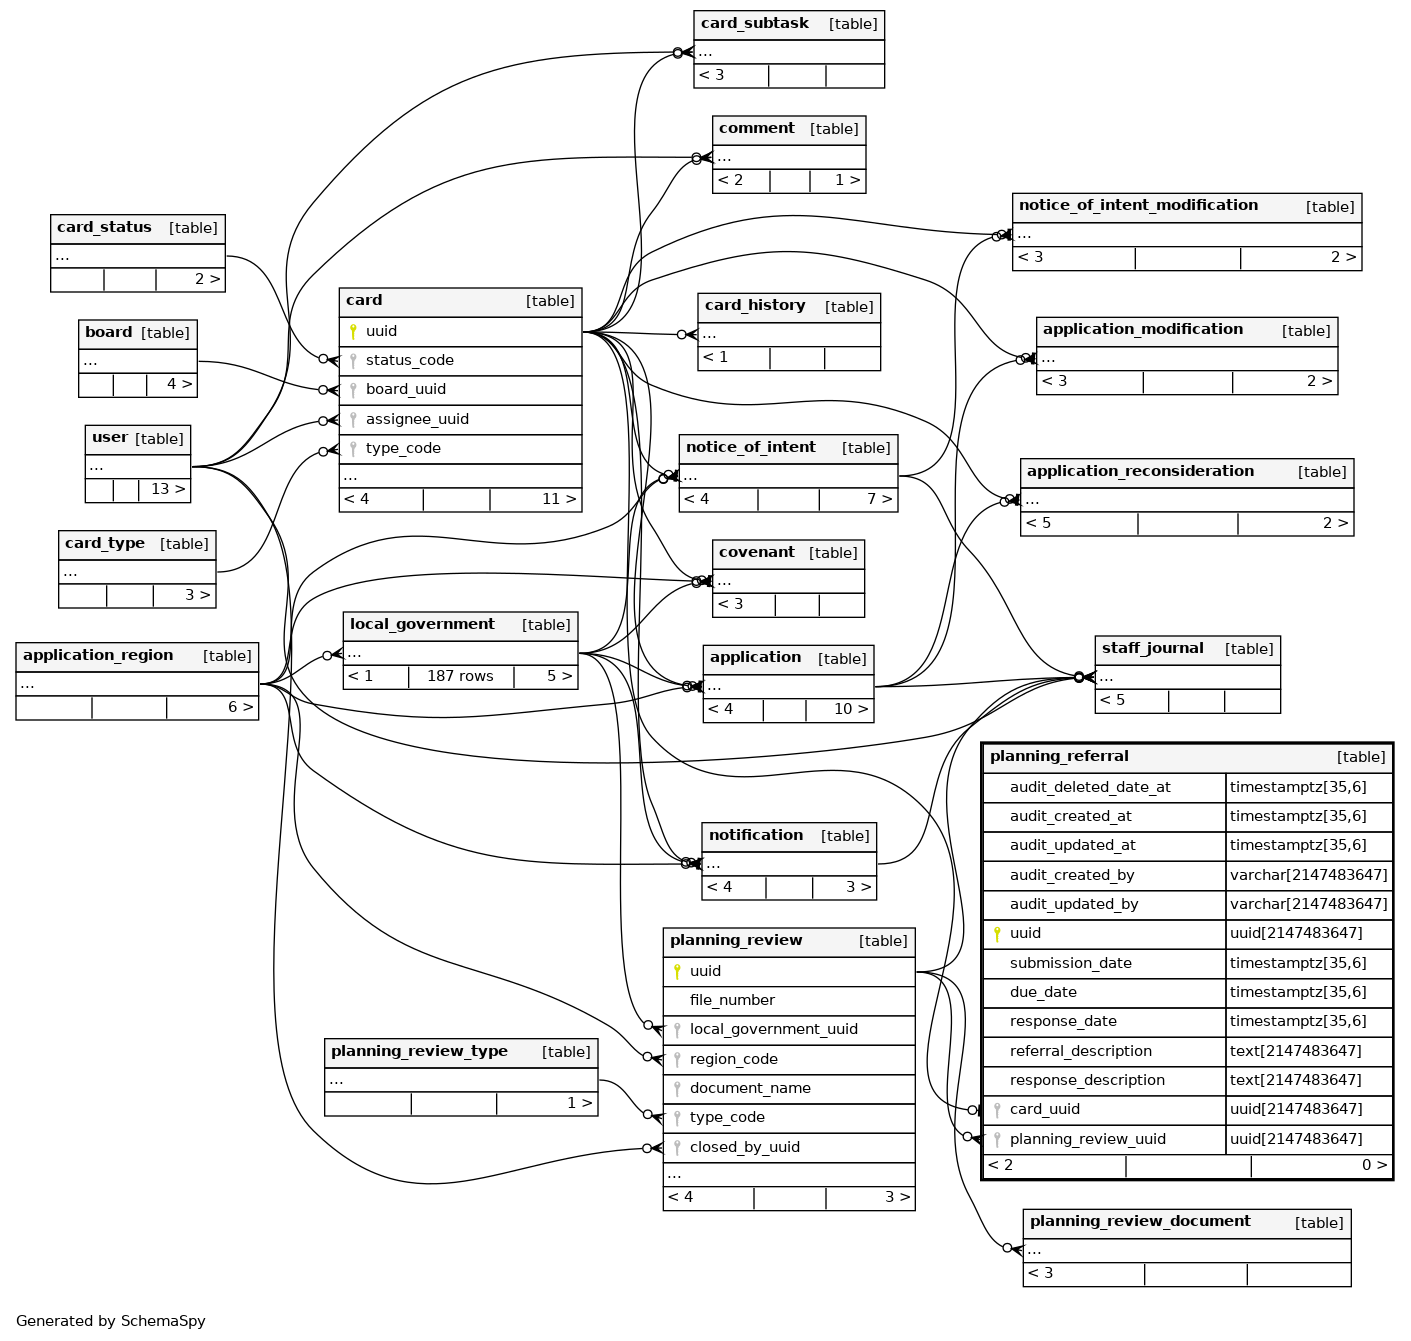 card_subtask [table]
...
< 3
comment [table]
...
< 2 1 >
notice_of_intent_modification [table]
...
< 3 2 >
card_status [table]
...
2 >
card [table]
uuid
status_code
board_uuid
assignee_uuid
type_code
...
< 4 11 >
card_history [table]
...
< 1
application_modification [table]
...
< 3 2 >
board [table]
...
4 >
user [table]
...
13 >
notice_of_intent [table]
...
< 4 7 >
application_reconsideration [table]
...
< 5 2 >
card_type [table]
...
3 >
covenant [table]
...
< 3
local_government [table]
...
< 1 187 rows 5 >
application_region [table]
...
6 >
application [table]
...
< 4 10 >
staff_journal [table]
...
< 5
planning_referral [table]
audit_deleted_date_at timestamptz[35,6]
audit_created_at timestamptz[35,6]
audit_updated_at timestamptz[35,6]
audit_created_by varchar[2147483647]
audit_updated_by varchar[2147483647]
uuid uuid[2147483647]
submission_date timestamptz[35,6]
due_date timestamptz[35,6]
response_date timestamptz[35,6]
referral_description text[2147483647]
response_description text[2147483647]
card_uuid uuid[2147483647]
planning_review_uuid uuid[2147483647]
< 2 0 >
notification [table]
...
< 4 3 >
planning_review [table]
uuid
file_number
local_government_uuid
region_code
document_name
type_code
closed_by_uuid
...
< 4 3 >
planning_review_type [table]
...
1 >
planning_review_document [table]
...
< 3
Generated by SchemaSpy